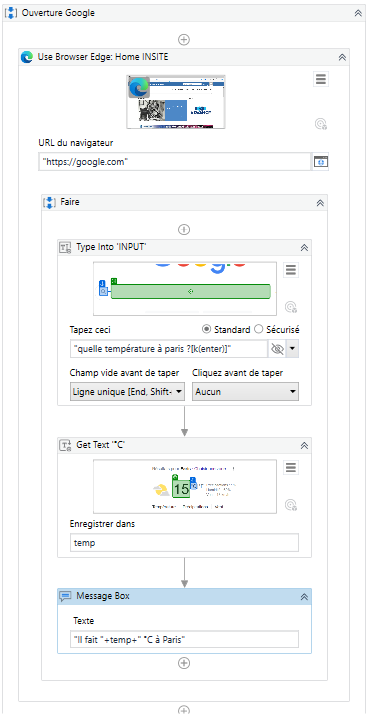 Ouverture Google
Use Browser Edge: Home INSITE
URL du navigateur
"https://google.com"
Faire
Type Into 'INPUT'
Tapez ceci
Standard
Sécurisé
"quelle température à paris ?[k(enter)]"
Champ vide avant de taper
Cliquez avant de taper
Ligne unique [End, Shift+
Aucun
Get Text '°C'
15
Enregistrer dans
temp
Message Box
Texte
"Il fait "+temp+" °C à Paris"